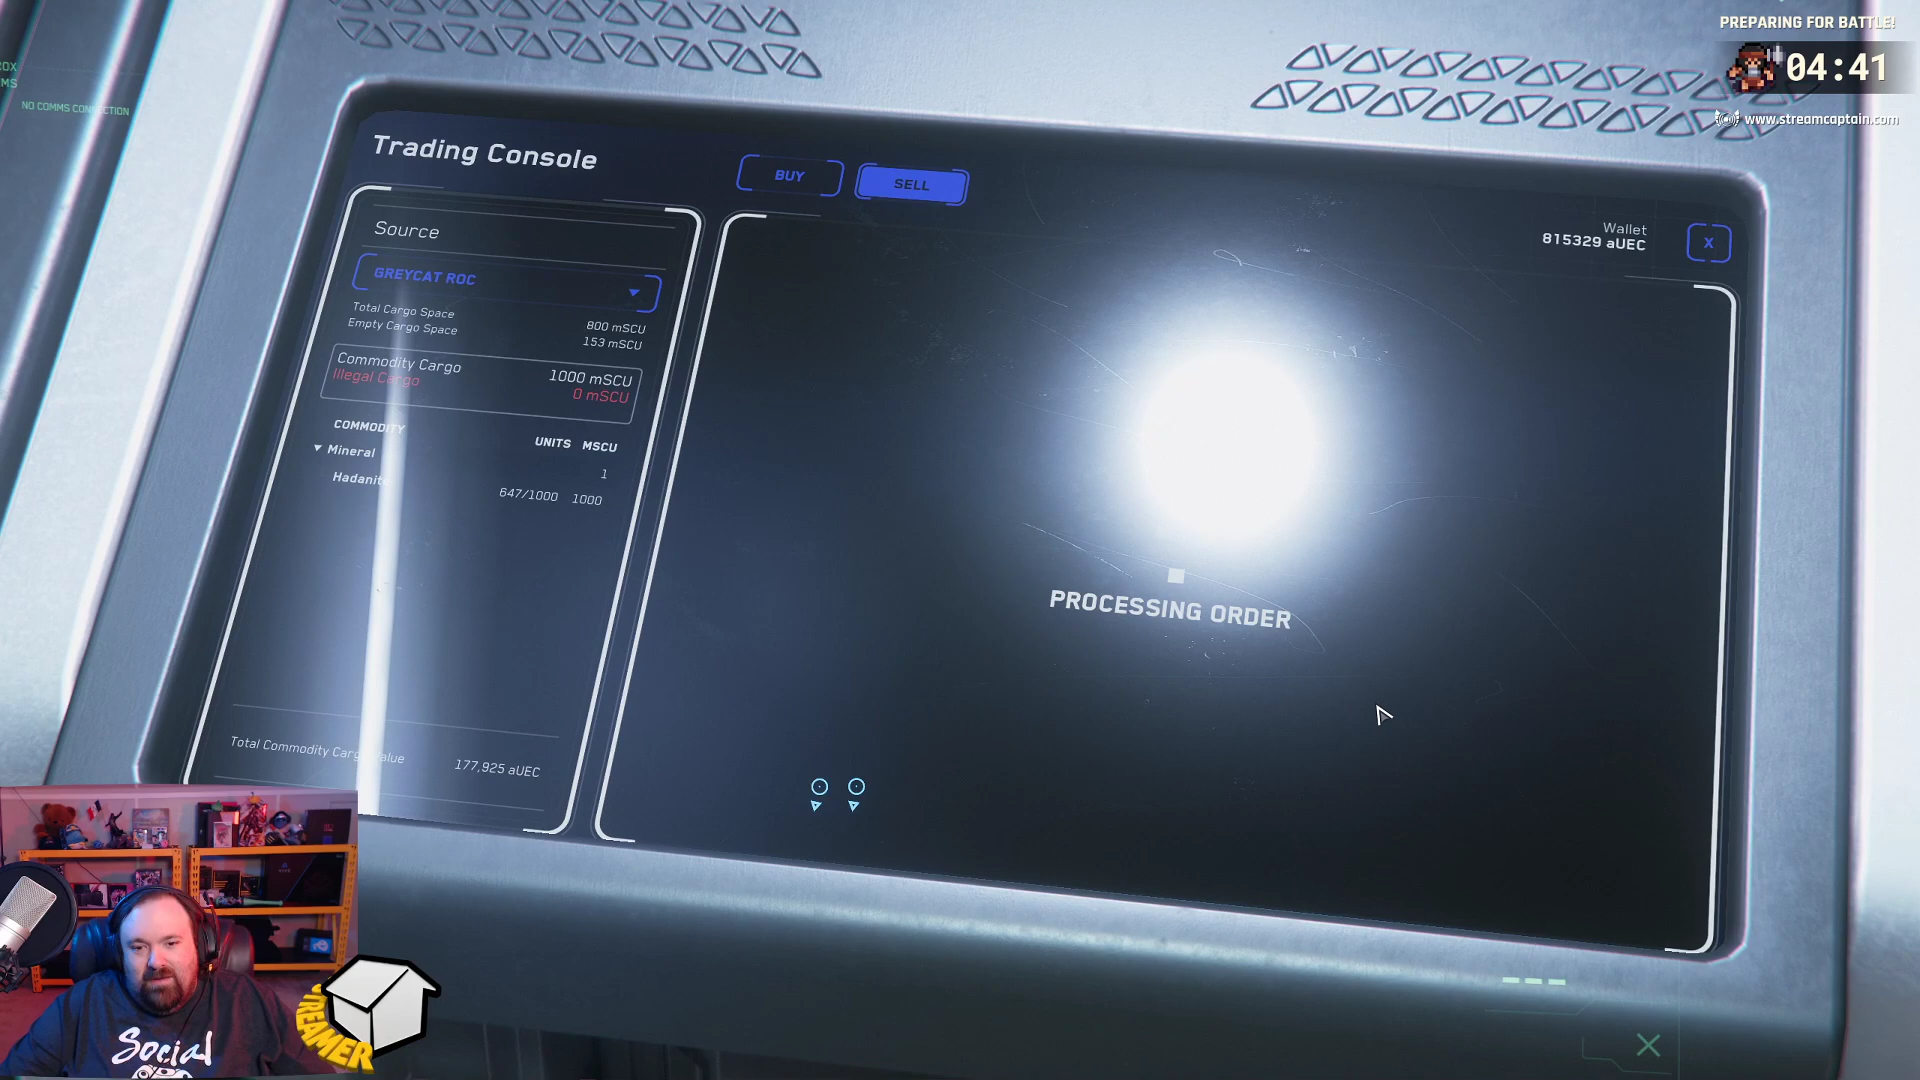 PREPARING FOR BATTLE!
04:41
www.streamcaptain.com
NO COMMS CONNECTION
Trading Console
BUY
SELL
Wallet
815329 aUEC
X
Source
GREYCAT ROC
Total Cargo Space 800 mSCU
Empty Cargo Space 153 mSCU
Commodity Cargo 1000 mSCU
Illegal Cargo 0 mSCU
COMMODITY UNITS MSCU
Mineral 1
Hadanite 647/1000 1000
PROCESSING ORDER
Total Commodity Cargo Value 177,925 aUEC
STREAMER
Social